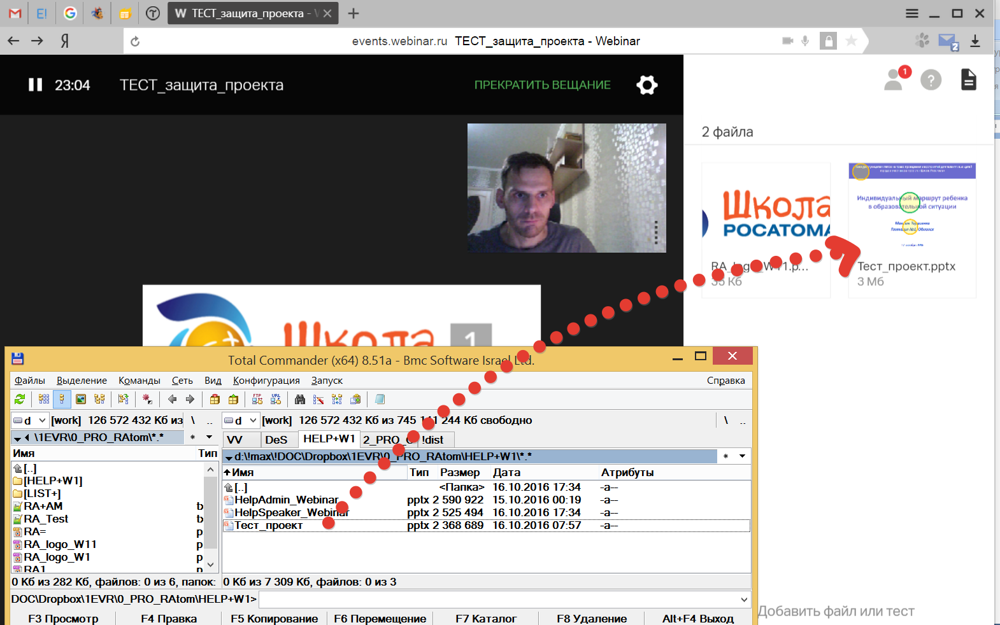 W ТЕСТ_защита_проекта -
Я
events.webinar.ru ТЕСТ_защита_проекта - Webinar
2
23:04
ТЕСТ_защита_проекта
ПРЕКРАТИТЬ ВЕЩАНИЕ
1
?
2 файла
Школа
РОСАТОМА
RA_logo_W11.p...
35 Кб
Индивидуальный маршрут ребенка
в образовательной ситуации
Тест_проект.pptx
3 Мб
Школа
1
Total Commander (x64) 8.51a - Bmc Software Israel Ltd.
Файлы Выделение Команды Сеть Вид Конфигурация Запуск Справка
FTP URL
d [work] 126 572 432 Кб из \ ..
d [work] 126 572 432 Кб из 745 141 244 Кб свободно \ ..
\1EVR\0_PRO_RAtom\*.* *
VV DeS HELP+W1 2_PRO_ !dist
d:\!max\!DOC\Dropbox\1EVR\0_PRO_RAtom\HELP+W1\*.* *
Имя Тип
[..]
[HELP+W1]
[LIST+]
RA+AM tx
RA_Test tx
RA= p
RA_logo_W11 p
RA_logo_W1 p
RA1 p
Имя Тип Размер Дата Атрибуты
[..] <Папка> 16.10.2016 17:34 -a--
HelpAdmin_Webinar pptx 2 590 922 15.10.2016 00:19 -a--
HelpSpeaker_Webinar pptx 2 525 494 16.10.2016 17:34 -a--
Тест_проект pptx 2 368 689 16.10.2016 07:57 -a--
0 Кб из 282 Кб, файлов: 0 из 6, папок:
0 Кб из 7 309 Кб, файлов: 0 из 3
DOC\Dropbox\1EVR\0_PRO_RAtom\HELP+W1>
F3 Просмотр F4 Правка F5 Копирование F6 Перемещение F7 Каталог F8 Удаление Alt+F4 Выход
Добавить файл или тест